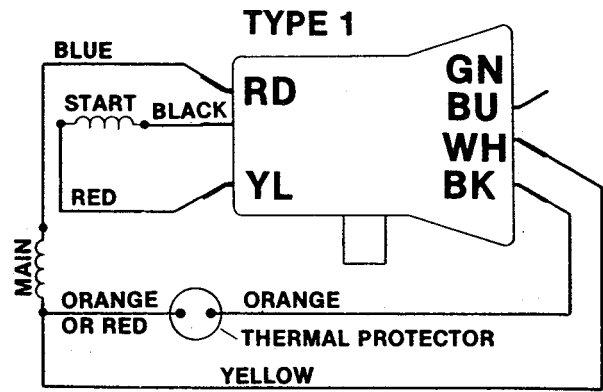 TYPE 1
BLUE
RD
GN
BU
START
BLACK
WH
YL
BK
RED
MAIN
ORANGE
OR RED
ORANGE
THERMAL PROTECTOR
YELLOW